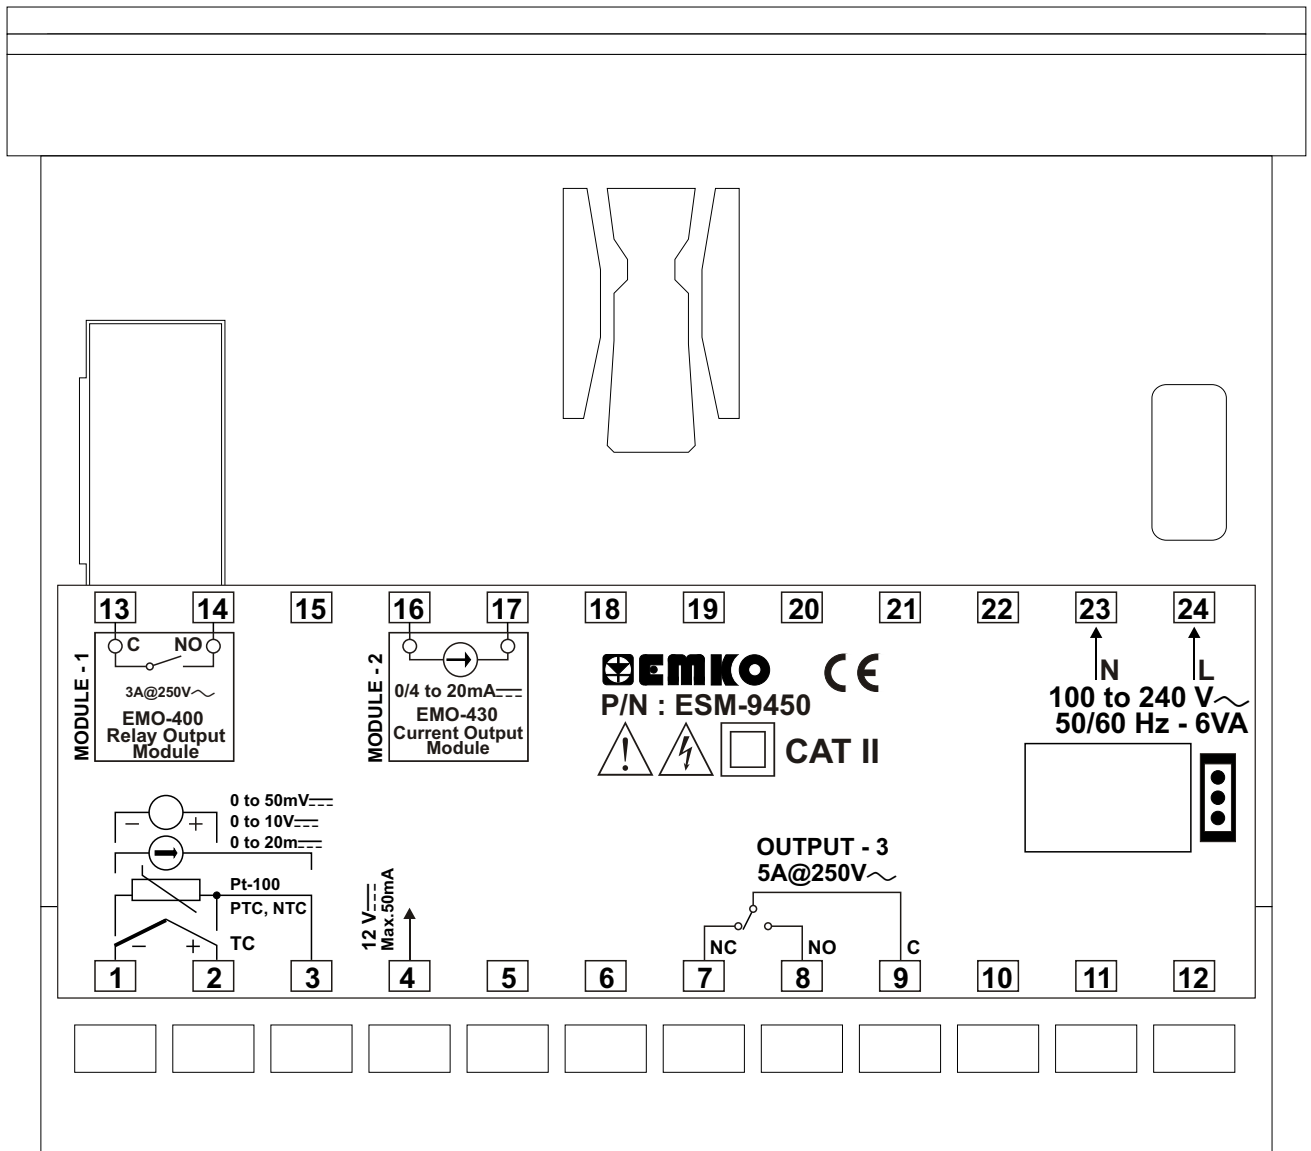 13 14 15 16 17 18 19 20 21 22 23 24
MODULE - 1
C NO
3A@250V
EMO-400
Relay Output
Module
MODULE - 2
0/4 to 20mA
EMO-430
Current Output
Module
EMKO CE
P/N : ESM-9450
CAT II
N L
100 to 240 V
50/60 Hz - 6VA
0 to 50mV
0 to 10V
0 to 20m
Pt-100
PTC, NTC
TC
12 V
Max.50mA
OUTPUT - 3
5A@250V
NC NO C
1 2 3 4 5 6 7 8 9 10 11 12